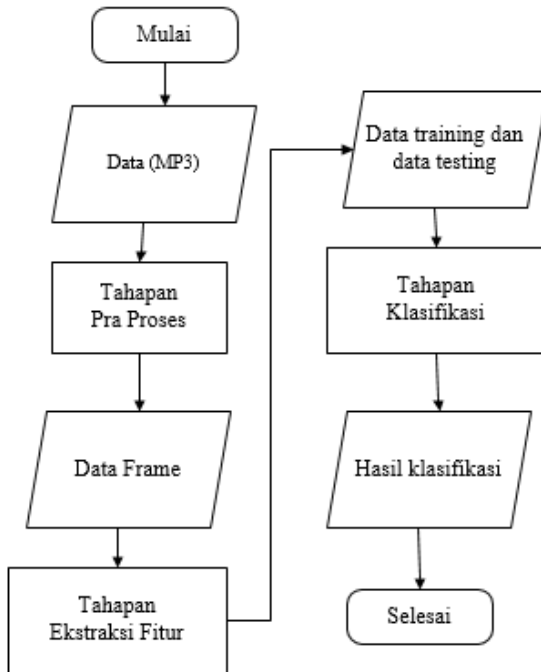 Mulai
Data (MP3)
Tahapan
Pra Proses
Data Frame
Tahapan
Ekstraksi Fitur
Data training dan
data testing
Tahapan
Klasifikasi
Hasil klasifikasi
Selesai